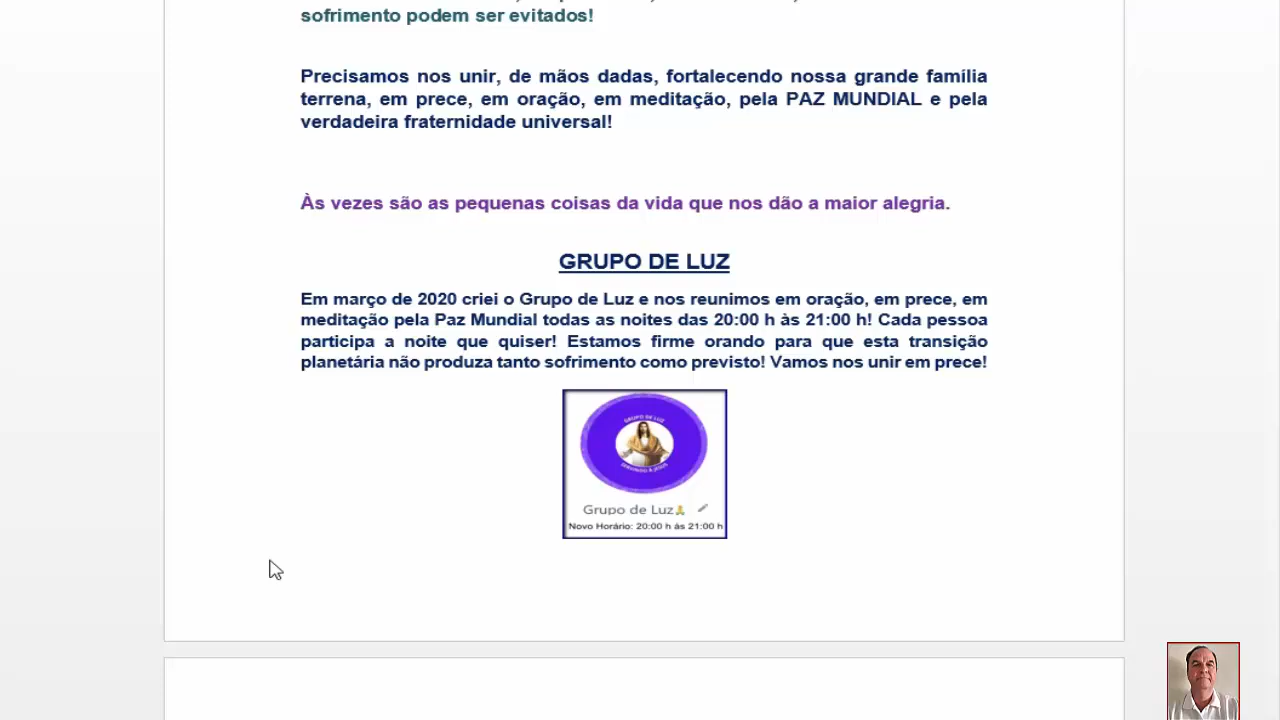 sofrimento podem ser evitados!
Precisamos nos unir, de mãos dadas, fortalecendo nossa grande família
terrena, em prece, em oração, em meditação, pela PAZ MUNDIAL e pela
verdadeira fraternidade universal!
Às vezes são as pequenas coisas da vida que nos dão a maior alegria.
GRUPO DE LUZ
Em março de 2020 criei o Grupo de Luz e nos reunimos em oração, em prece, em
meditação pela Paz Mundial todas as noites das 20:00 h às 21:00 h! Cada pessoa
participa a noite que quiser! Estamos firme orando para que esta transição
planetária não produza tanto sofrimento como previsto! Vamos nos unir em prece!
GRUPO DE LUZ
Grupo de Luz🙏
Novo Horário: 20:00 h às 21:00 h